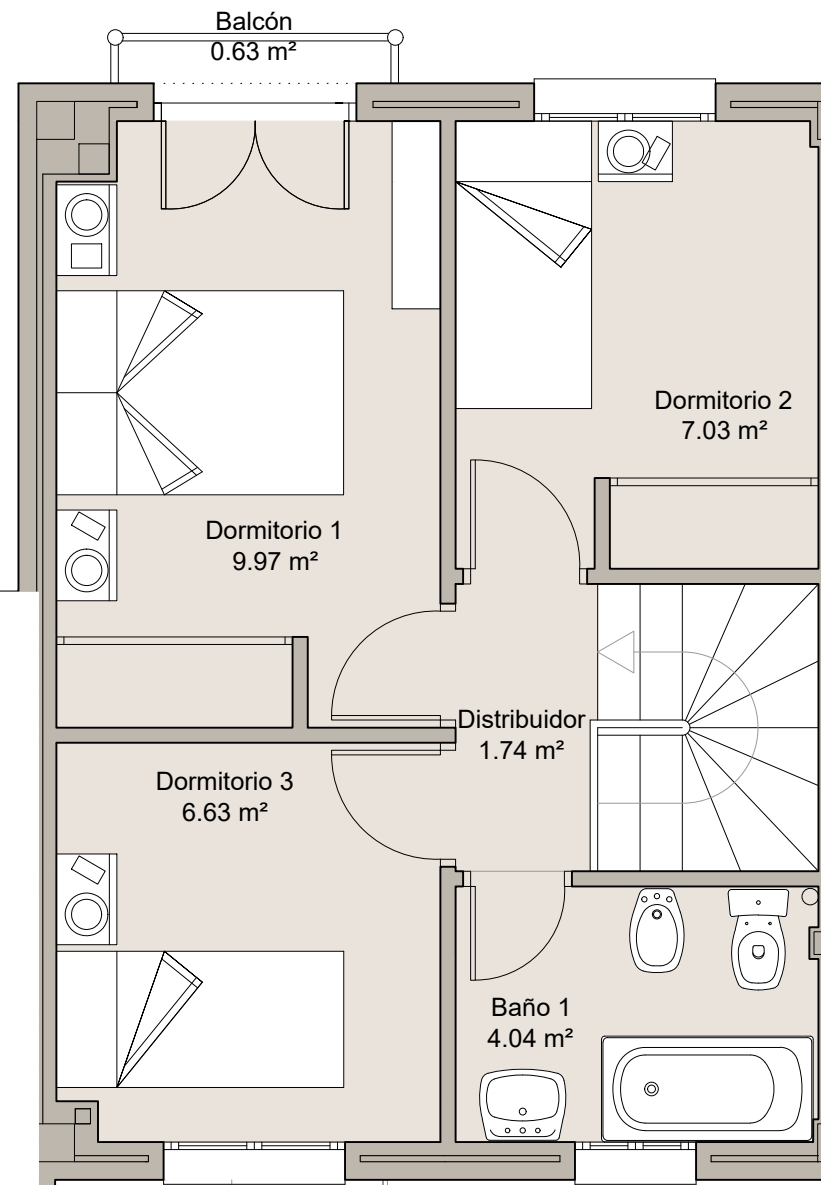 Balcón
0.63 m²
Dormitorio 2
7.03 m²
Dormitorio 1
9.97 m²
Distribuidor
1.74 m²
Dormitorio 3
6.63 m²
Baño 1
4.04 m²